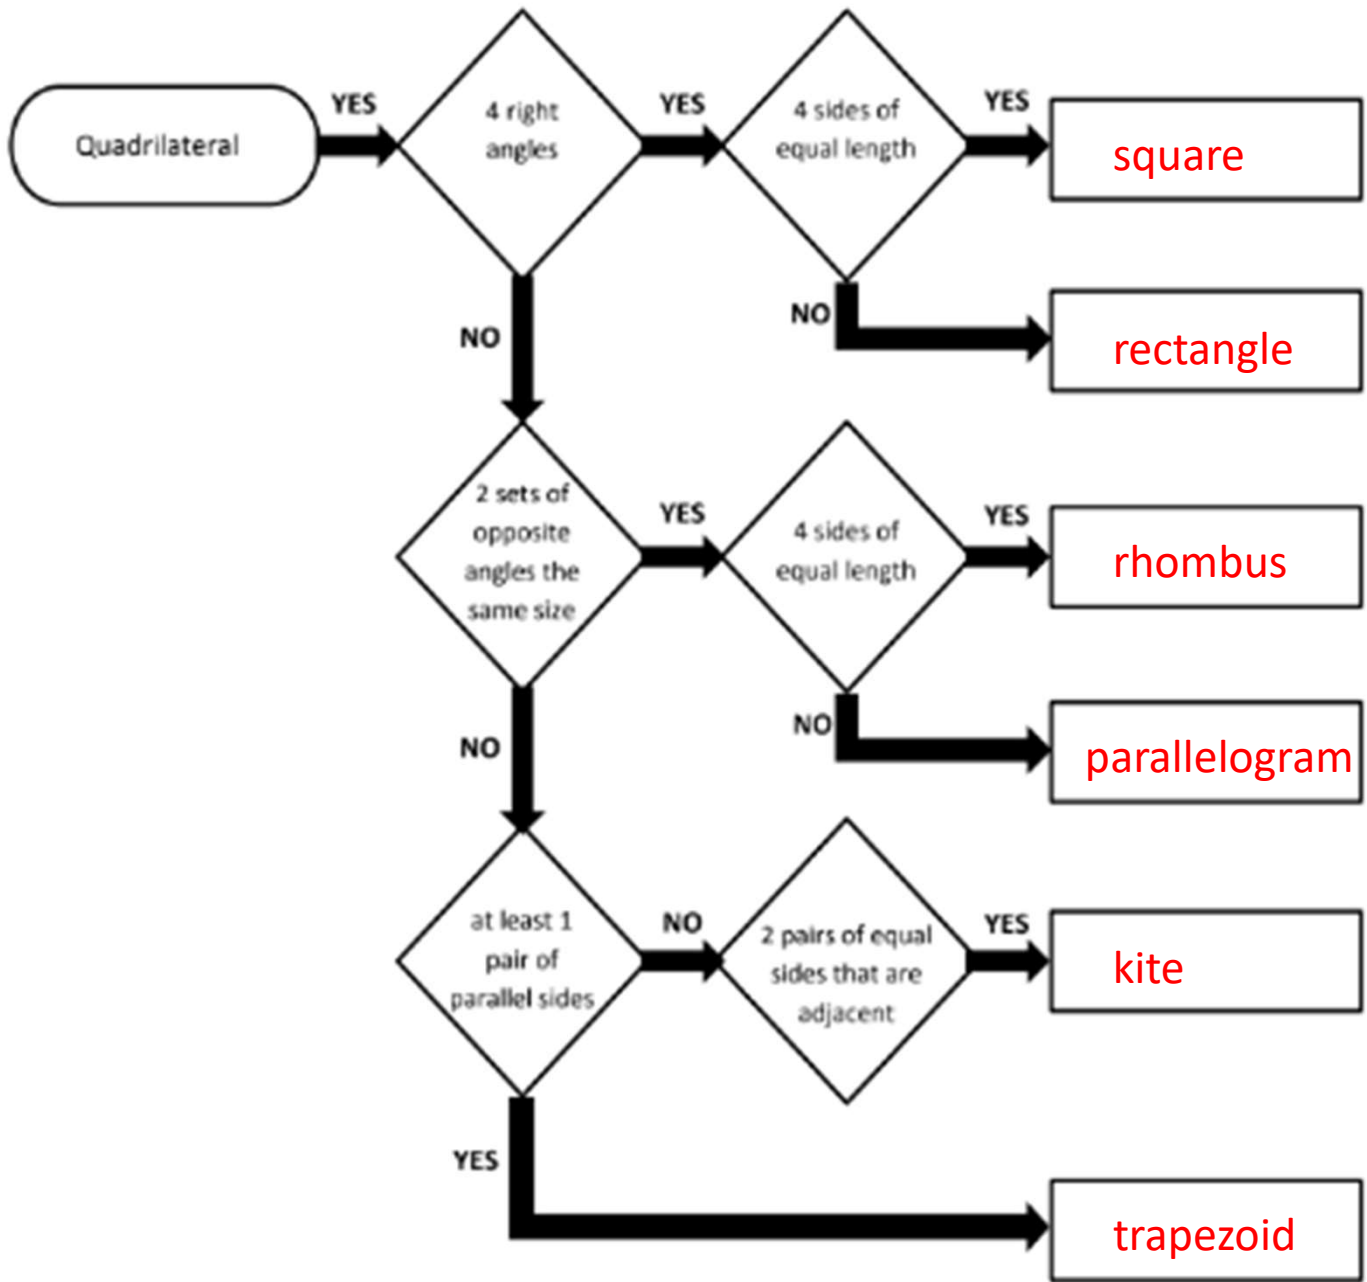 Quadrilateral
YES
4 right
angles
YES
4 sides of
equal length
YES
square
NO
rectangle
NO
2 sets of
opposite
angles the
same size
YES
4 sides of
equal length
YES
rhombus
NO
parallelogram
NO
at least 1
pair of
parallel sides
NO
2 pairs of equal
sides that are
adjacent
YES
kite
YES
trapezoid